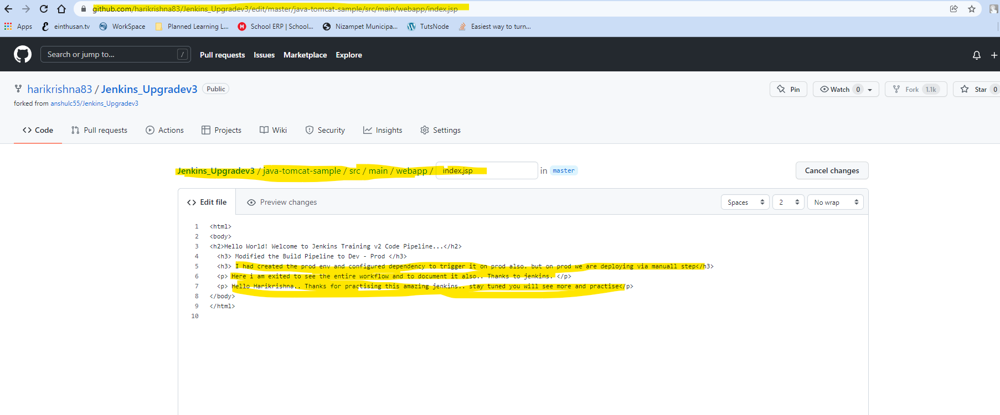 github.com/harikrishna83/Jenkins_Upgradev3/edit/master/java-tomcat-sample/src/main/webapp/index.jsp
Apps einthusan.tv WorkSpace Planned Learning L... M School ERP | School... Nizampet Municipa... TutsNode Easiest way to turn...
Search or jump to... / Pull requests Issues Marketplace Explore
harikrishna83 / Jenkins_Upgradev3 Public Pin Watch 0 Fork 1.1k Star 0
forked from anshulc55/Jenkins_Upgradev3
Code Pull requests Actions Projects Wiki Security Insights Settings
Jenkins_Upgradev3 / java-tomcat-sample / src / main / webapp / index.jsp in master Cancel changes
<> Edit file Preview changes Spaces 2 No wrap
1 <html>
2 <body>
3 <h2>Hello World! Welcome to Jenkins Training v2 Code Pipeline...</h2>
4 <h3> Modified the Build Pipeline to Dev - Prod </h3>
5 <h3> I had created the prod env and configured dependency to trigger it on prod also. but on prod we are deploying via manuall step</h3>
6 <p> Here i am exited to see the entire workflow and to document it also.. Thanks to jenkins. </p>
7 <p> Hello Harikrishna.. Thanks for practising this amazing jenkins.. stay tuned you will see more and practise</p>
8 </body>
9 </html>
10